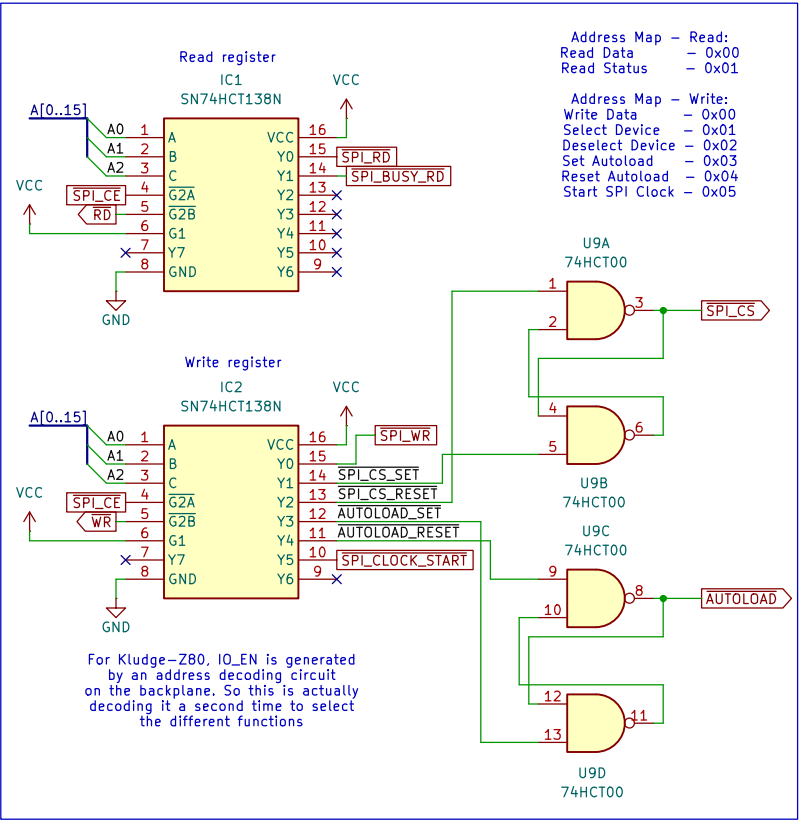 Address Map - Read:
Read Data - 0x00
Read Status - 0x01
Address Map - Write:
Write Data - 0x00
Select Device - 0x01
Deselect Device - 0x02
Set Autoload - 0x03
Reset Autoload - 0x04
Start SPI Clock - 0x05
Read register
IC1
SN74HCT138N
VCC
A[0..15]
A0 1 A VCC 16
A1 2 B Y0 15 SPI_RD
A2 3 C Y1 14 SPI_BUSY_RD
VCC
SPI_CE 4 G2A Y2 13
RD 5 G2B Y3 12
6 G1 Y4 11
7 Y7 Y5 10
8 GND Y6 9
GND
U9A
74HCT00
1
2
3
SPI_CS
4
5
6
U9B
74HCT00
Write register
IC2
SN74HCT138N
VCC
A[0..15]
A0 1 A VCC 16
A1 2 B Y0 15 SPI_WR
A2 3 C Y1 14 SPI_CS_SET
VCC
SPI_CE 4 G2A Y2 13 SPI_CS_RESET
WR 5 G2B Y3 12 AUTOLOAD_SET
6 G1 Y4 11 AUTOLOAD_RESET
7 Y7 Y5 10 SPI_CLOCK_START
8 GND Y6 9
GND
U9C
74HCT00
9
10
8
AUTOLOAD
12
13
11
U9D
74HCT00
For Kludge-Z80, IO_EN is generated
by an address decoding circuit
on the backplane. So this is actually
decoding it a second time to select
the different functions